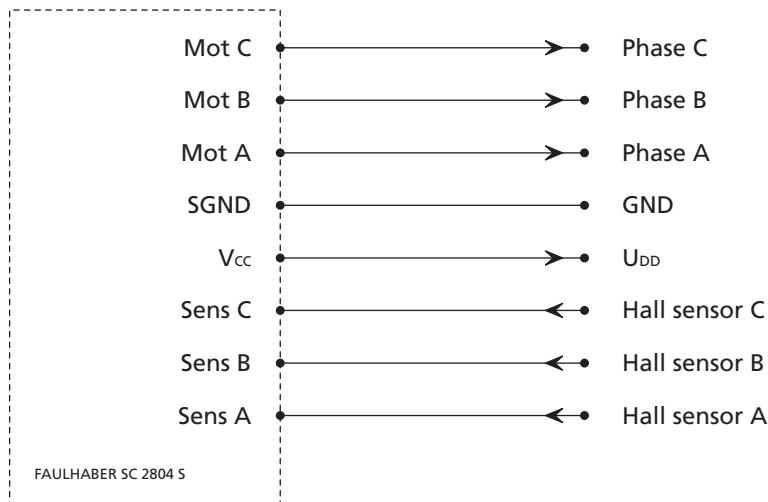 Mot C Phase C
Mot B Phase B
Mot A Phase A
SGND GND
Vcc UDD
Sens C Hall sensor C
Sens B Hall sensor B
Sens A Hall sensor A
FAULHABER SC 2804 S